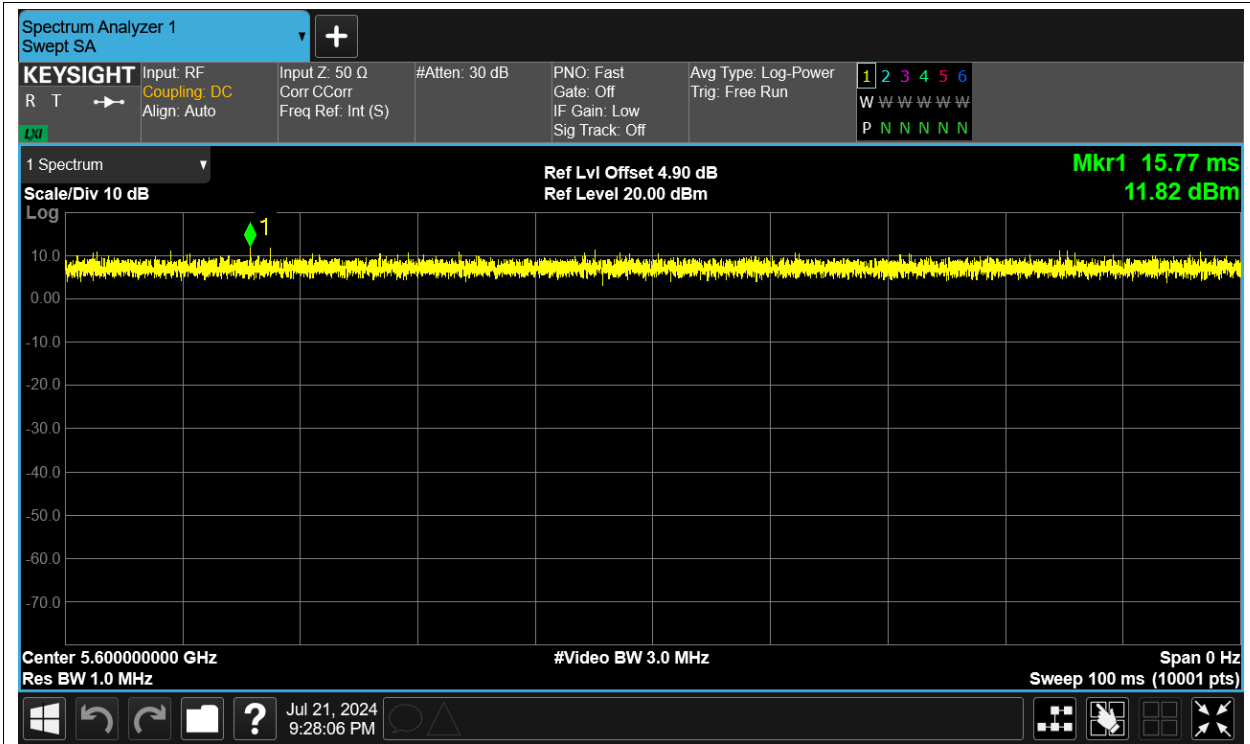 Spectrum Analyzer 1
Swept SA
KEYSIGHT
R T
LXI
Input: RF
Coupling: DC
Align: Auto
Input Z: 50 Ω
Corr CCorr
Freq Ref: Int (S)
#Atten: 30 dB
PNO: Fast
Gate: Off
IF Gain: Low
Sig Track: Off
Avg Type: Log-Power
Trig: Free Run
1 2 3 4 5 6
W W W W W W
P N N N N N
1 Spectrum
Scale/Div 10 dB
Ref Lvl Offset 4.90 dB
Ref Level 20.00 dBm
Mkr1 15.77 ms
11.82 dBm
Log
1
10.0
0.00
-10.0
-20.0
-30.0
-40.0
-50.0
-60.0
-70.0
Center 5.600000000 GHz
#Video BW 3.0 MHz
Span 0 Hz
Res BW 1.0 MHz
Sweep 100 ms (10001 pts)
?
Jul 21, 2024
9:28:06 PM